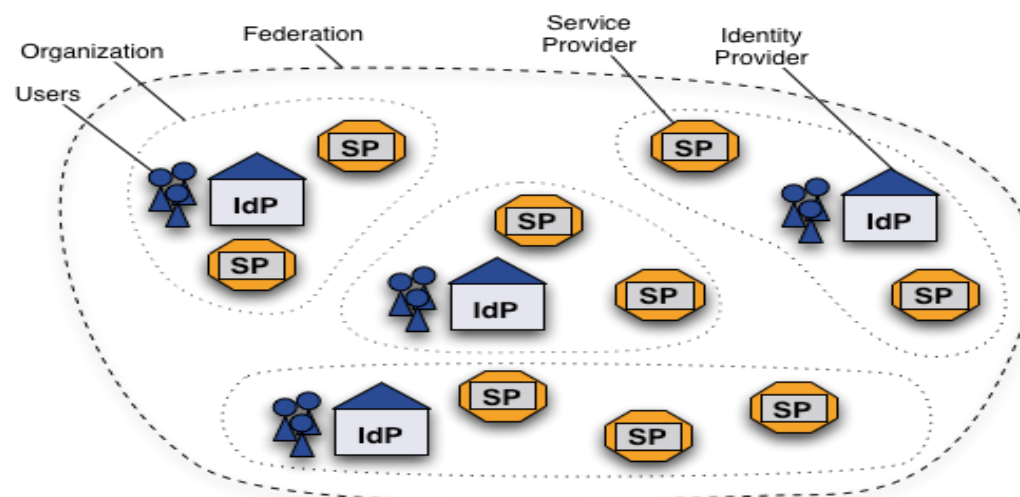 Organization
Federation
Service
Provider
Identity
Provider
Users
SP
SP
IdP
IdP
SP
SP
IdP
SP
SP
IdP
SP
SP
SP
IdP